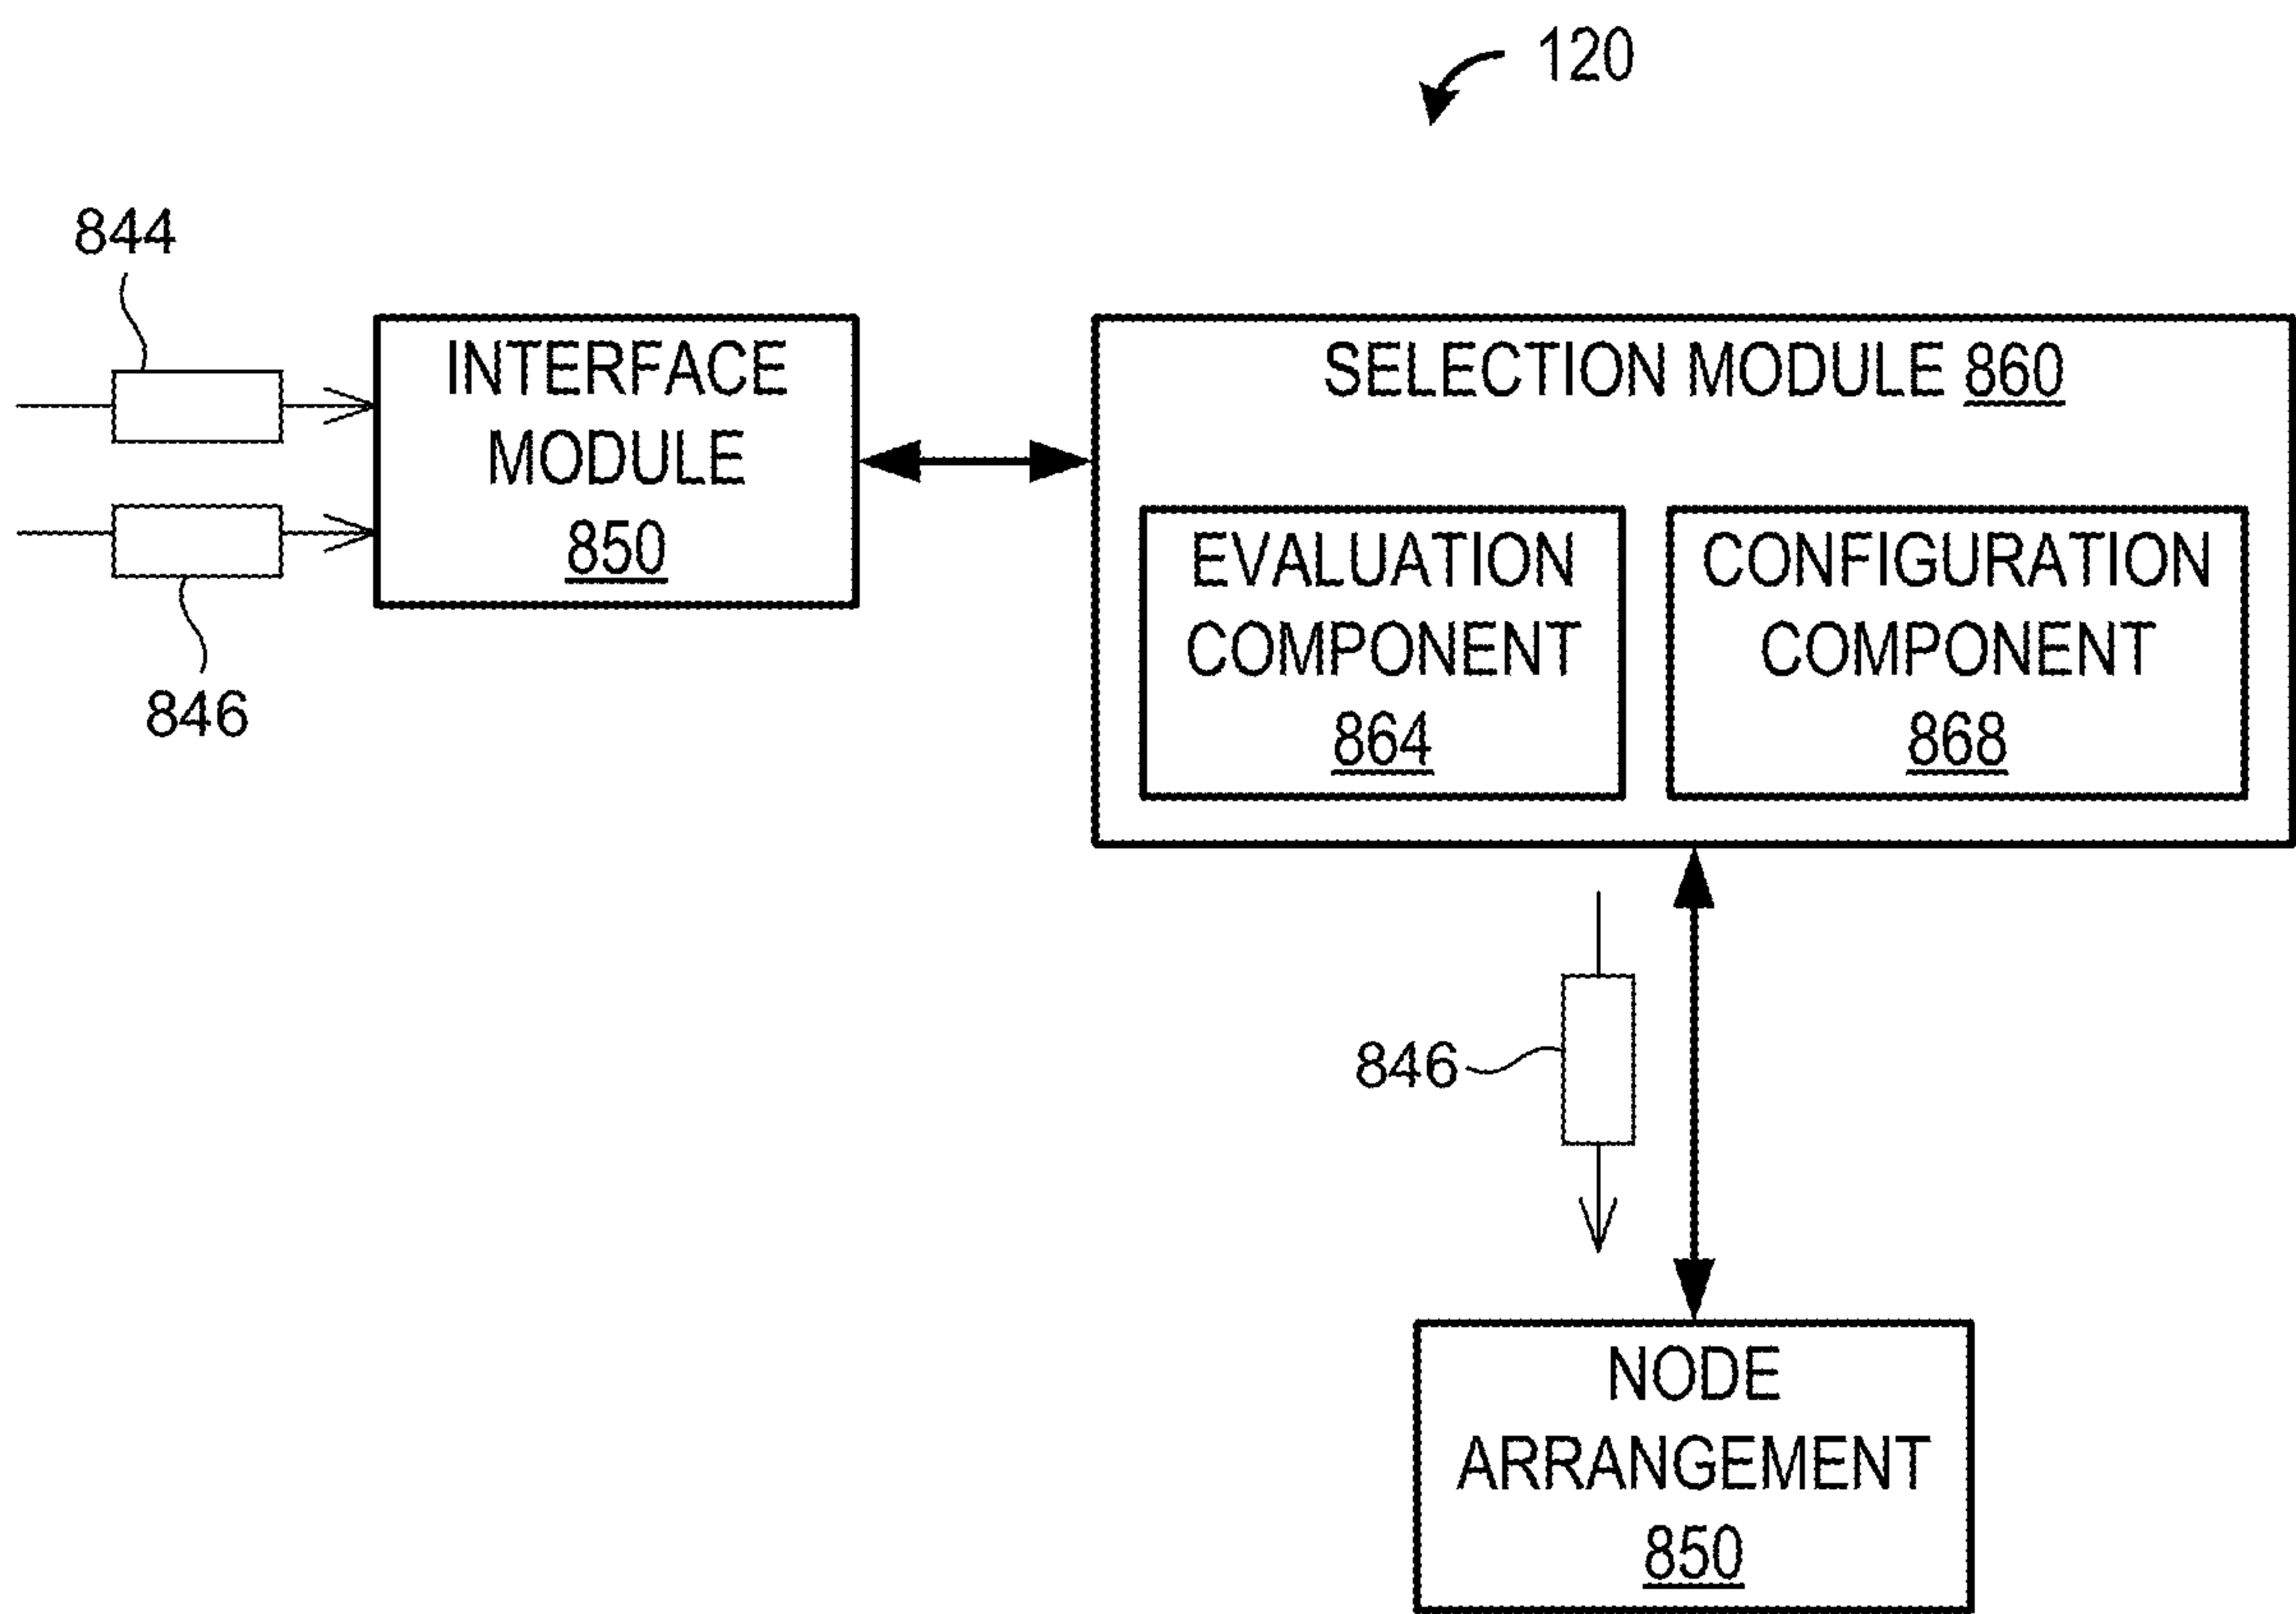 120
844
INTERFACE
MODULE
850
846
SELECTION MODULE 860
EVALUATION
COMPONENT
864
CONFIGURATION
COMPONENT
868
846
NODE
ARRANGEMENT
850